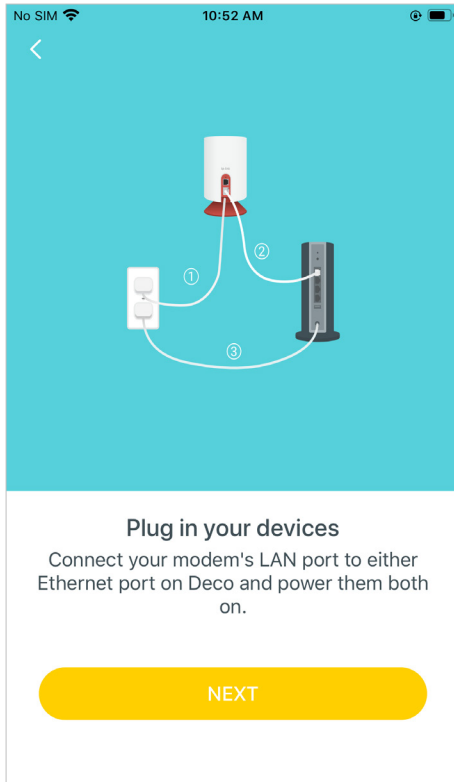 No SIM 10:52 AM
①
②
③
Plug in your devices
Connect your modem's LAN port to either
Ethernet port on Deco and power them both
on.
NEXT